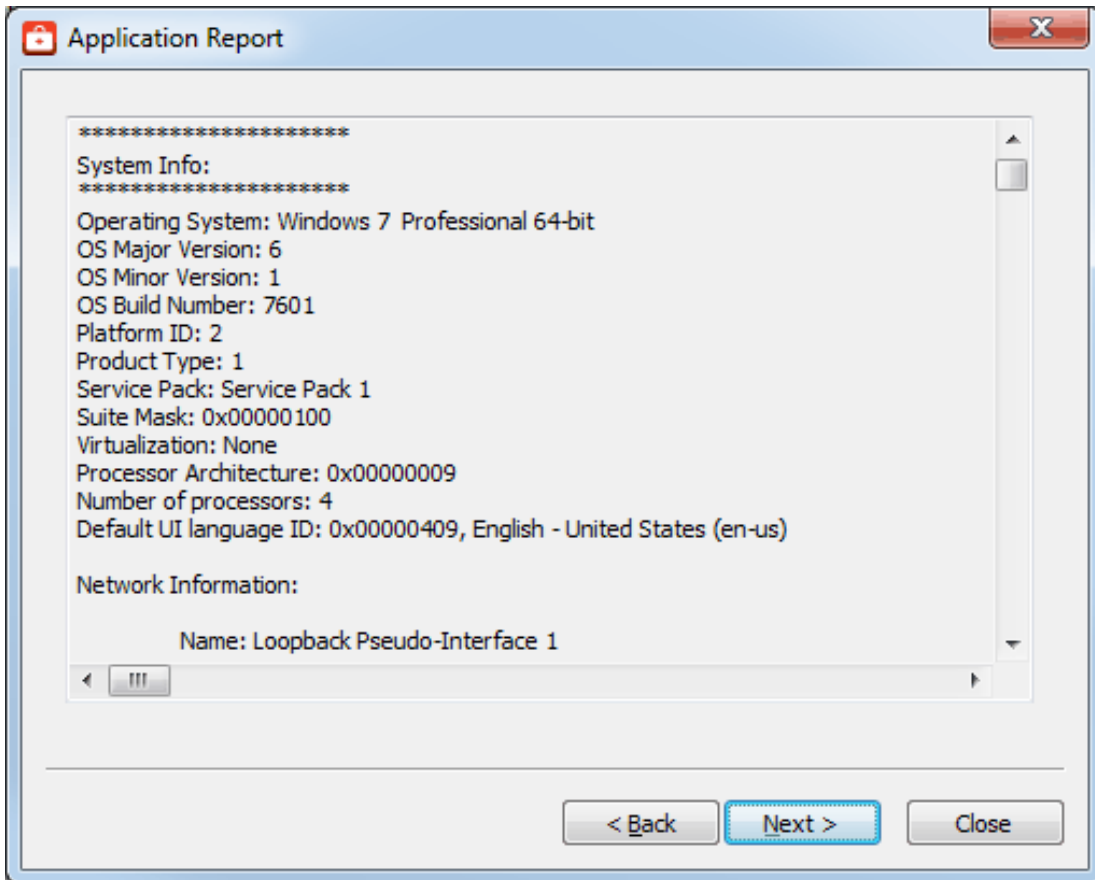 Application Report
**********************
System Info:
**********************
Operating System: Windows 7 Professional 64-bit
OS Major Version: 6
OS Minor Version: 1
OS Build Number: 7601
Platform ID: 2
Product Type: 1
Service Pack: Service Pack 1
Suite Mask: 0x00000100
Virtualization: None
Processor Architecture: 0x00000009
Number of processors: 4
Default UI language ID: 0x00000409, English - United States (en-us)
Network Information:
Name: Loopback Pseudo-Interface 1
< Back Next > Close